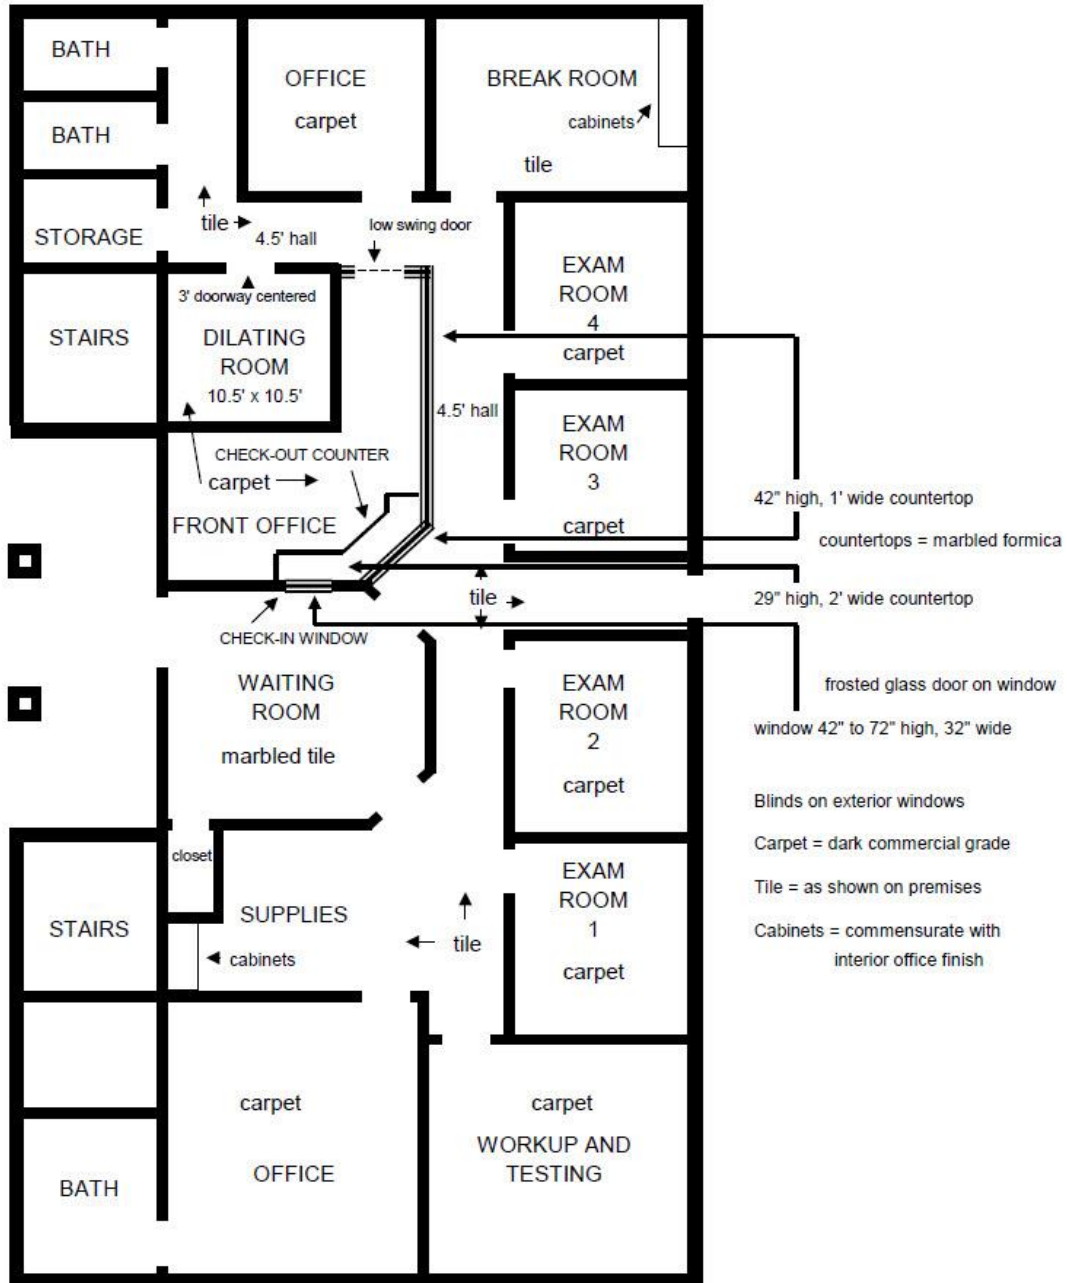 BATH
OFFICE
carpet
BREAK ROOM
cabinets
tile
BATH
STORAGE
tile
4.5' hall
low swing door
3' doorway centered
STAIRS
DILATING
ROOM
10.5' x 10.5'
EXAM
ROOM
4
carpet
4.5' hall
EXAM
ROOM
3
carpet
CHECK-OUT COUNTER
carpet
FRONT OFFICE
42" high, 1' wide countertop
countertops = marbled formica
tile
29" high, 2' wide countertop
CHECK-IN WINDOW
WAITING
ROOM
marbled tile
EXAM
ROOM
2
carpet
frosted glass door on window
window 42" to 72" high, 32" wide
Blinds on exterior windows
Carpet = dark commercial grade
Tile = as shown on premises
Cabinets = commensurate with
interior office finish
closet
STAIRS
SUPPLIES
cabinets
tile
EXAM
ROOM
1
carpet
carpet
OFFICE
carpet
WORKUP AND
TESTING
BATH